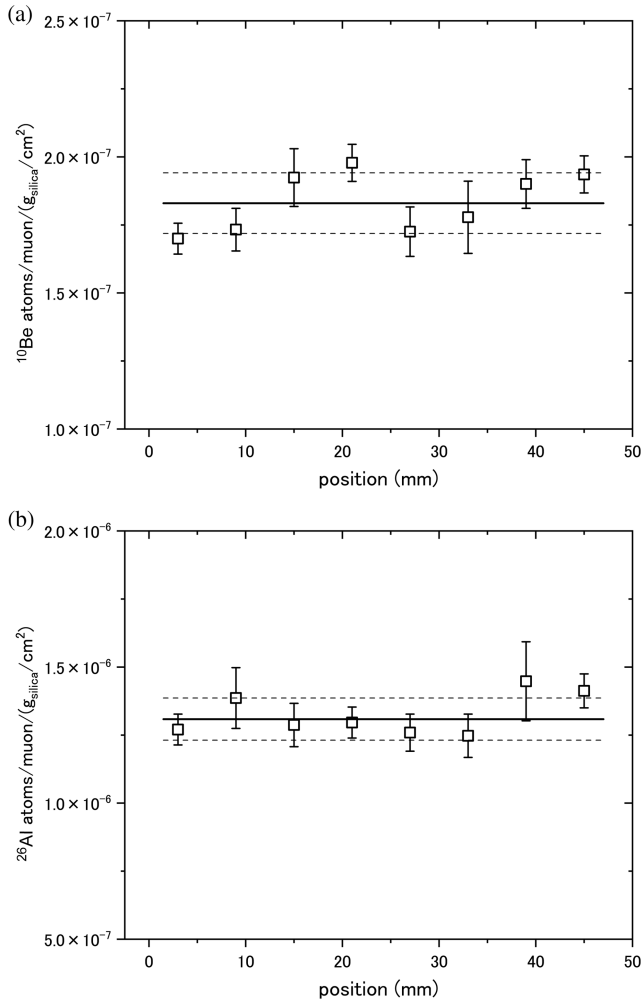 (a)
2.5×10⁻⁷
2.0×10⁻⁷
1.5×10⁻⁷
1.0×10⁻⁷
¹⁰Be atoms/muon/(g_silica/cm²)
0 10 20 30 40 50
position (mm)
(b)
2.0×10⁻⁶
1.5×10⁻⁶
1.0×10⁻⁶
5.0×10⁻⁷
²⁶Al atoms/muon/(g_silica/cm²)
0 10 20 30 40 50
position (mm)